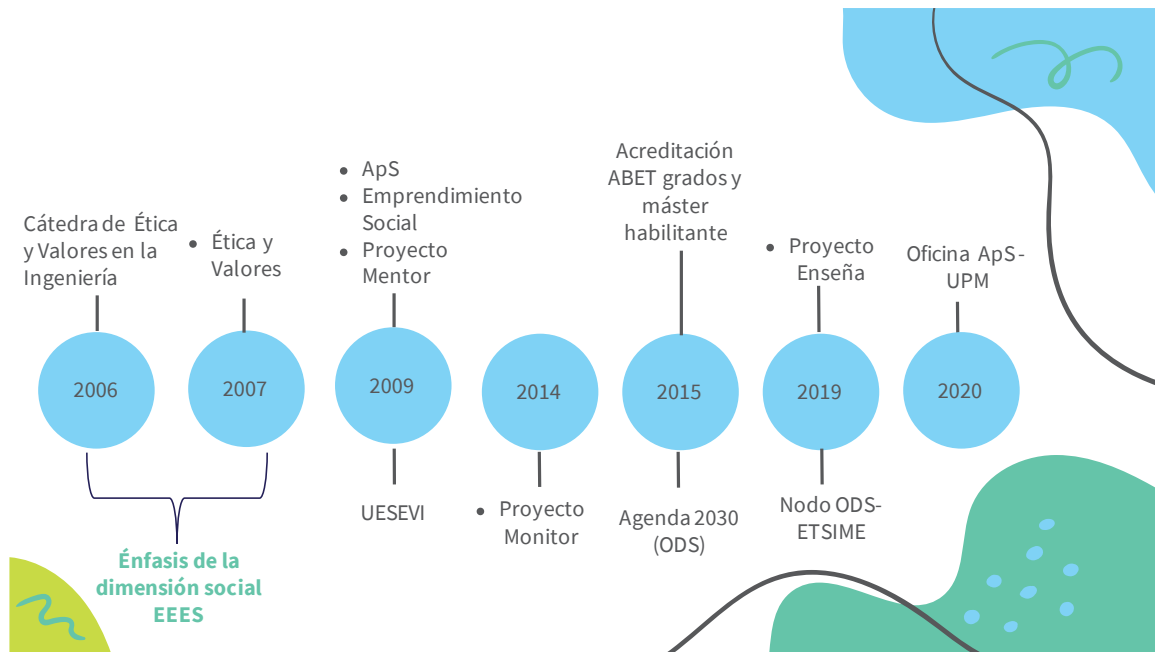 Cátedra de Ética
y Valores en la
Ingeniería
• Ética y
Valores
• ApS
• Emprendimiento
Social
• Proyecto
Mentor
Acreditación
ABET grados y
máster
habilitante
• Proyecto
Enseña
Oficina ApS-
UPM
2006
2007
2009
2014
2015
2019
2020
UESEVI
• Proyecto
Monitor
Agenda 2030
(ODS)
Nodo ODS-
ETSIME
Énfasis de la
dimensión social
EEES